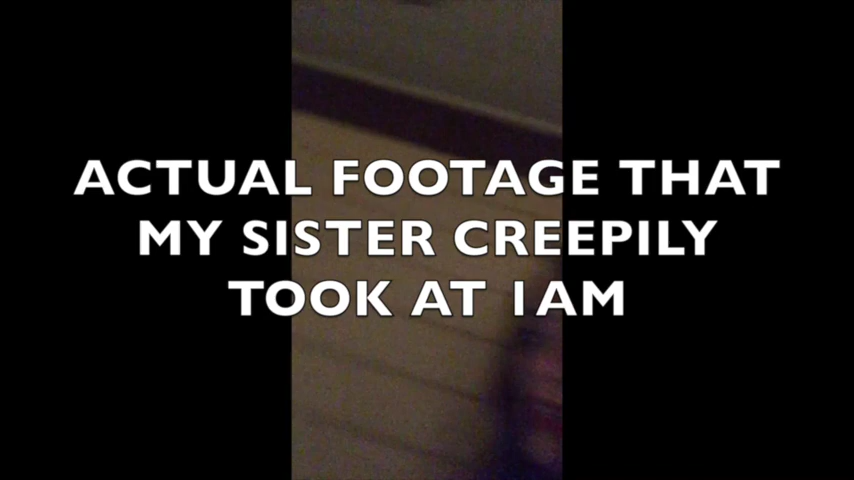 ACTUAL FOOTAGE THAT
MY SISTER CREEPILY
TOOK AT 1AM